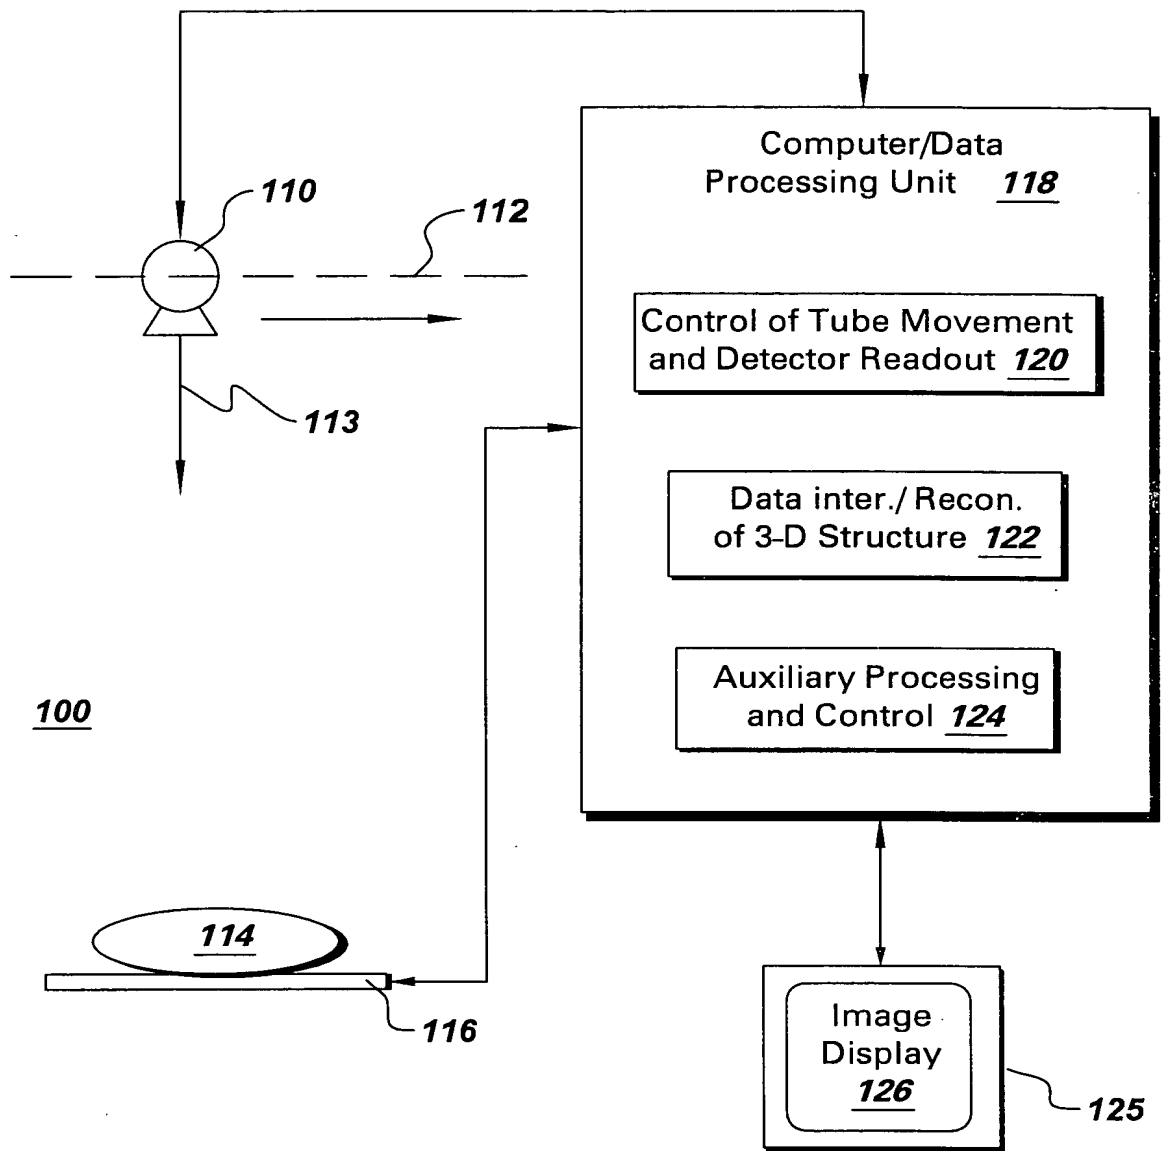 Computer/Data
Processing Unit 118
110
112
Control of Tube Movement
and Detector Readout 120
113
Data inter./ Recon.
of 3-D Structure 122
Auxiliary Processing
and Control 124
100
114
116
Image
Display
126
125